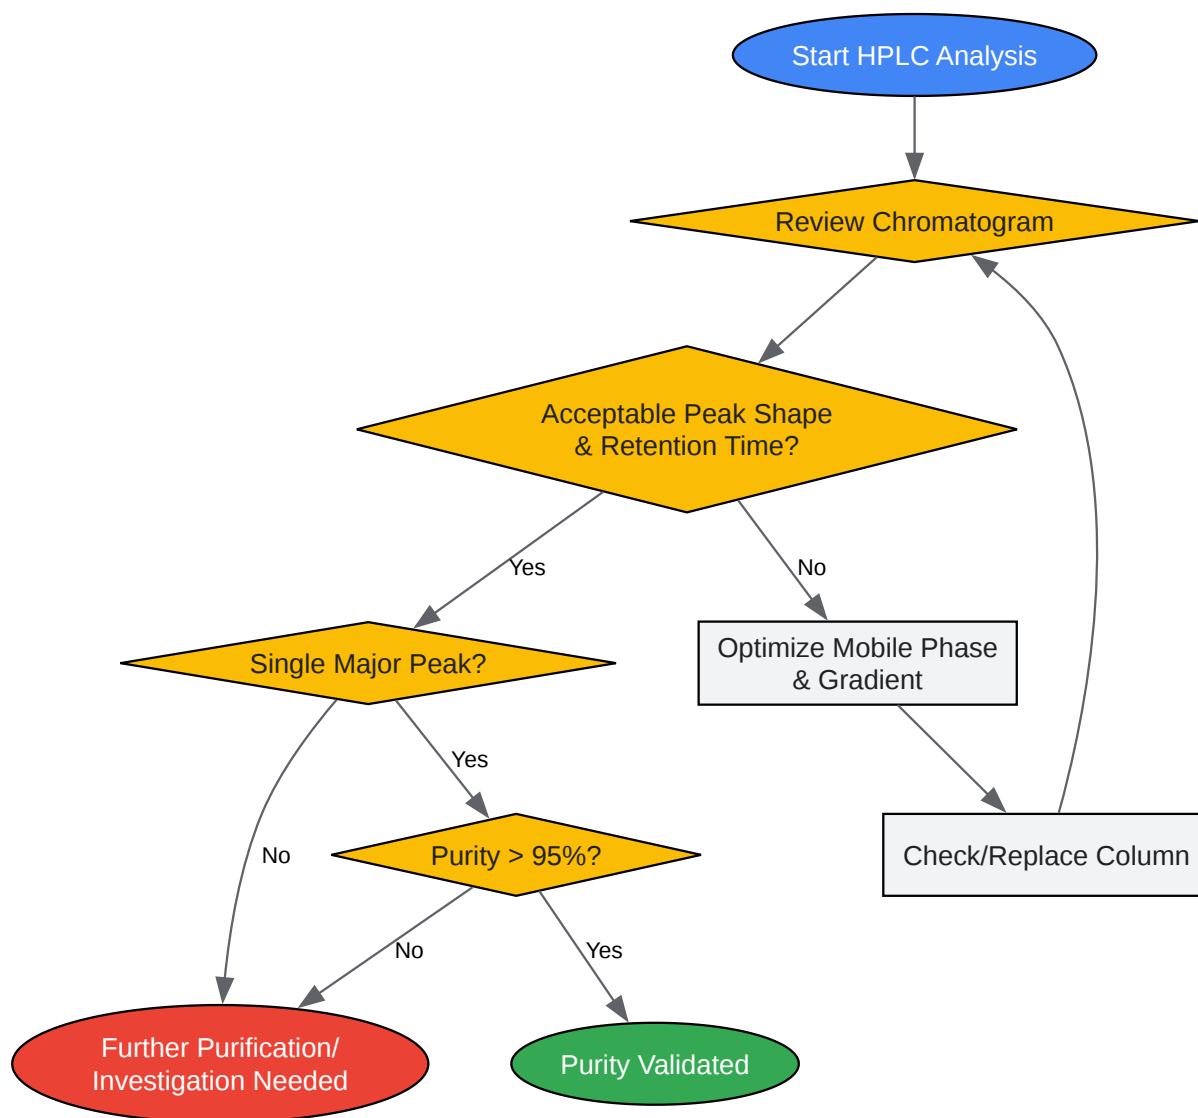 Start HPLC Analysis
Review Chromatogram
Acceptable Peak Shape
& Retention Time?
Yes
No
Single Major Peak?
Optimize Mobile Phase
& Gradient
Yes
No
Purity > 95%?
Check/Replace Column
No
Yes
Further Purification/
Investigation Needed
Purity Validated